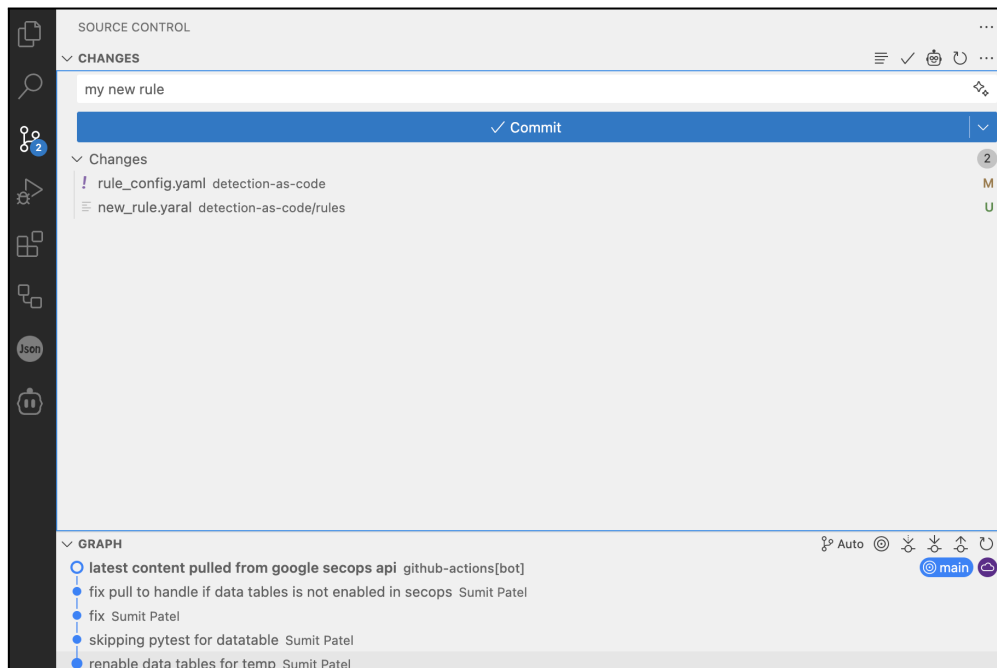 SOURCE CONTROL
CHANGES
my new rule
Commit
Changes 2
! rule_config.yaml detection-as-code M
new_rule.yaral detection-as-code/rules U
2
Json
GRAPH Auto
latest content pulled from google secops api github-actions[bot] main
fix pull to handle if data tables is not enabled in secops Sumit Patel
fix Sumit Patel
skipping pytest for datatable Sumit Patel
renable data tables for temp Sumit Patel